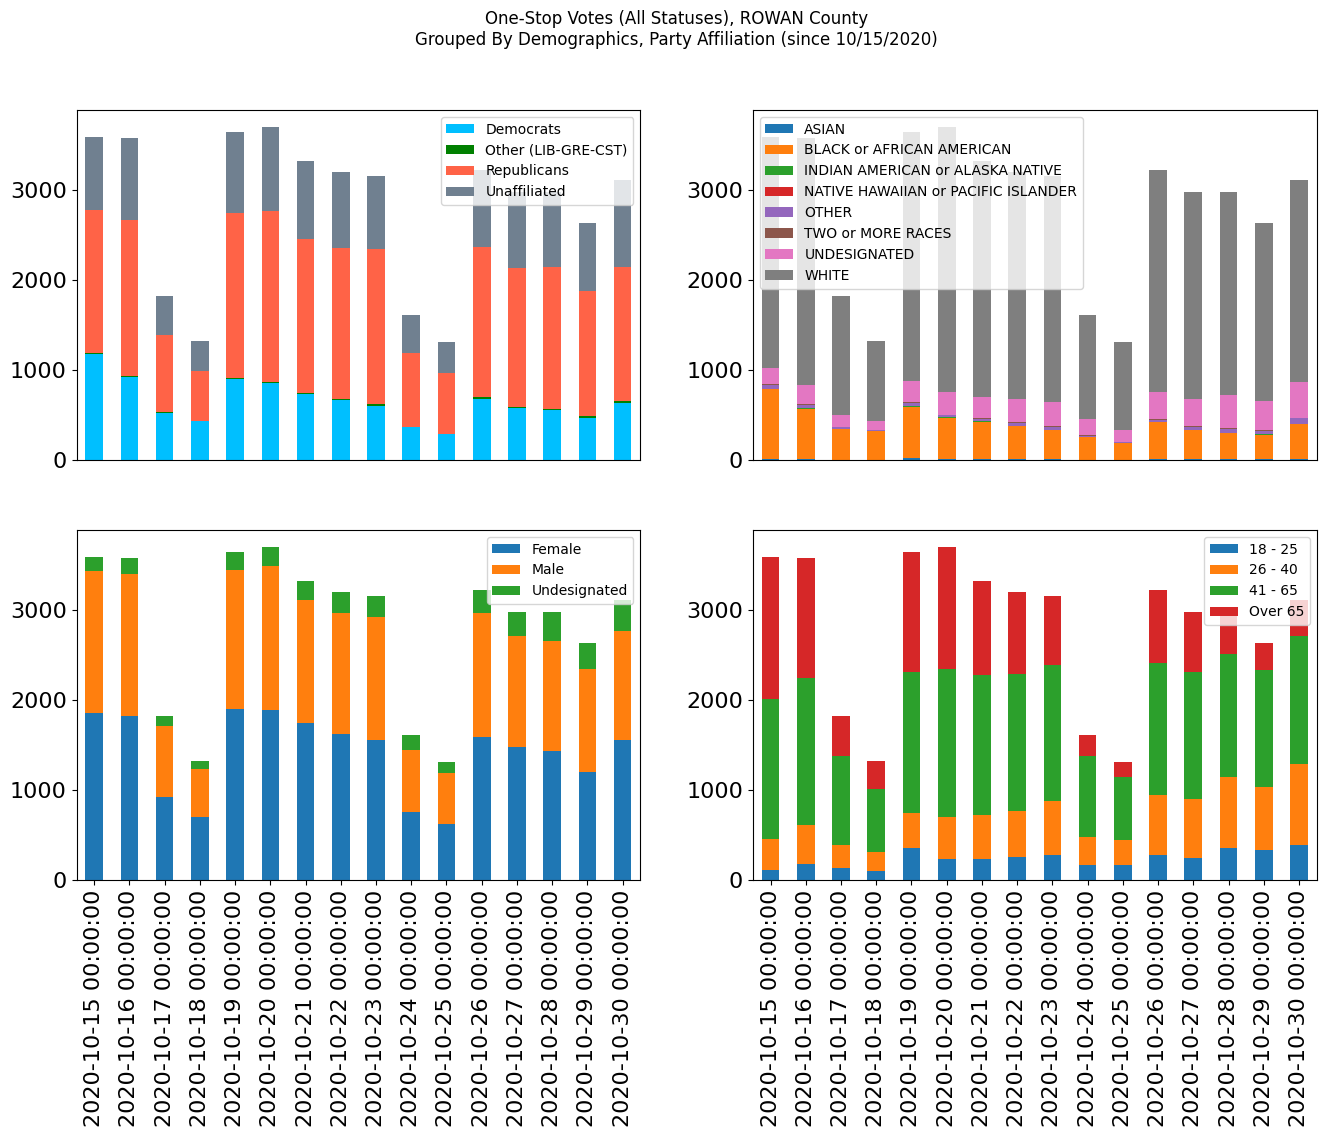 One-Stop Votes (All Statuses), ROWAN County
Grouped By Demographics, Party Affiliation (since 10/15/2020)
3000
2000
1000
0
Democrats
Other (LIB-GRE-CST)
Republicans
Unaffiliated
3000
2000
1000
0
ASIAN
BLACK or AFRICAN AMERICAN
INDIAN AMERICAN or ALASKA NATIVE
NATIVE HAWAIIAN or PACIFIC ISLANDER
OTHER
TWO or MORE RACES
UNDESIGNATED
WHITE
3000
2000
1000
0
Female
Male
Undesignated
2020-10-15 00:00:00
2020-10-16 00:00:00
2020-10-17 00:00:00
2020-10-18 00:00:00
2020-10-19 00:00:00
2020-10-20 00:00:00
2020-10-21 00:00:00
2020-10-22 00:00:00
2020-10-23 00:00:00
2020-10-24 00:00:00
2020-10-25 00:00:00
2020-10-26 00:00:00
2020-10-27 00:00:00
2020-10-28 00:00:00
2020-10-29 00:00:00
2020-10-30 00:00:00
3000
2000
1000
0
18 - 25
26 - 40
41 - 65
Over 65
2020-10-15 00:00:00
2020-10-16 00:00:00
2020-10-17 00:00:00
2020-10-18 00:00:00
2020-10-19 00:00:00
2020-10-20 00:00:00
2020-10-21 00:00:00
2020-10-22 00:00:00
2020-10-23 00:00:00
2020-10-24 00:00:00
2020-10-25 00:00:00
2020-10-26 00:00:00
2020-10-27 00:00:00
2020-10-28 00:00:00
2020-10-29 00:00:00
2020-10-30 00:00:00